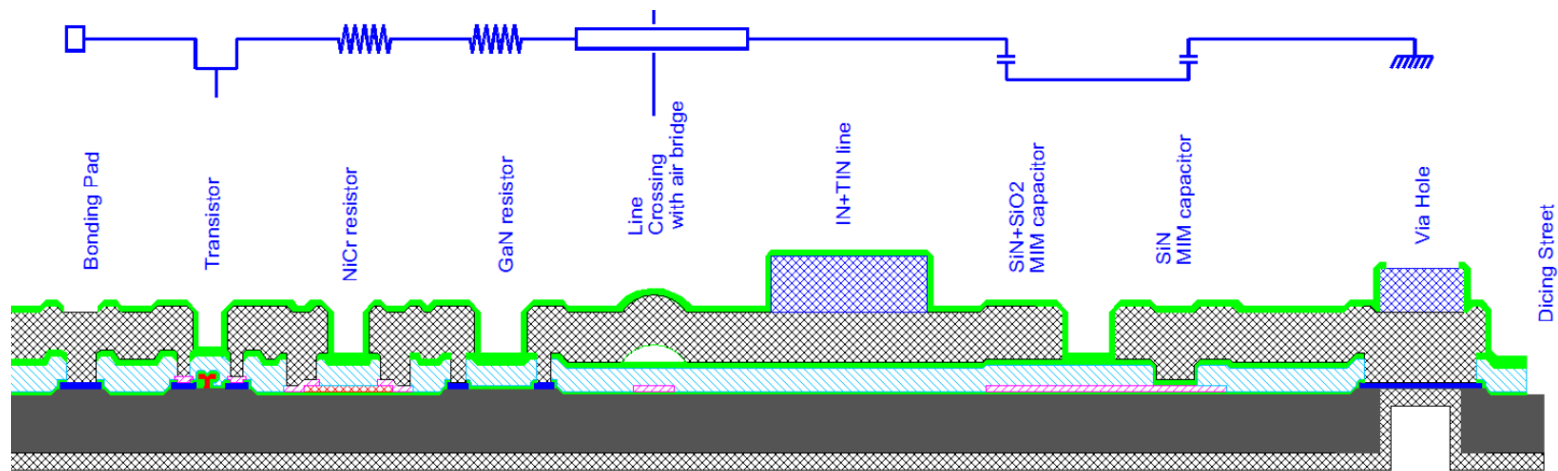 Bonding Pad
Transistor
NiCr resistor
GaN resistor
Line
Crossing
with air bridge
IN+TIN line
SiN+SiO2
MIM capacitor
SiN
MIM capacitor
Via Hole
Dicing Street